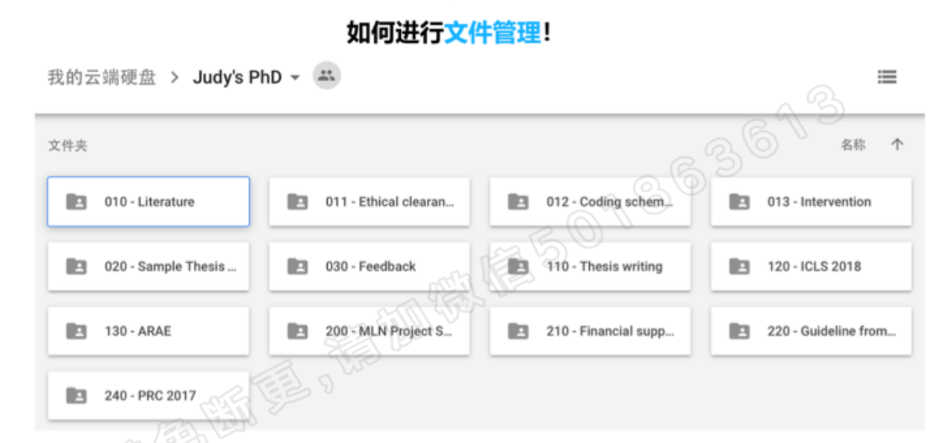 如何进行文件管理！
我的云端硬盘 > Judy's PhD
文件夹 名称 ↑
010 - Literature 011 - Ethical clearan... 012 - Coding schem... 013 - Intervention
020 - Sample Thesis ... 030 - Feedback 110 - Thesis writing 120 - ICLS 2018
130 - ARAE 200 - MLN Project S... 210 - Financial supp... 220 - Guideline from...
240 - PRC 2017
免断更,请加微信501863613